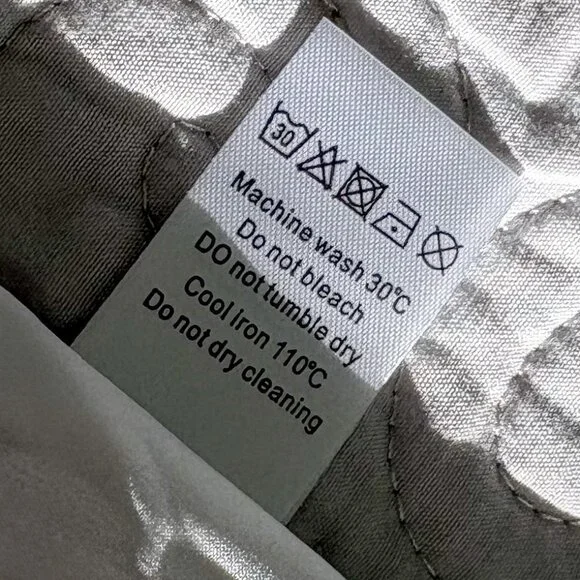 30
Machine wash 30℃
Do not bleach
DO not tumble dry
Cool iron 110℃
Do not dry cleaning